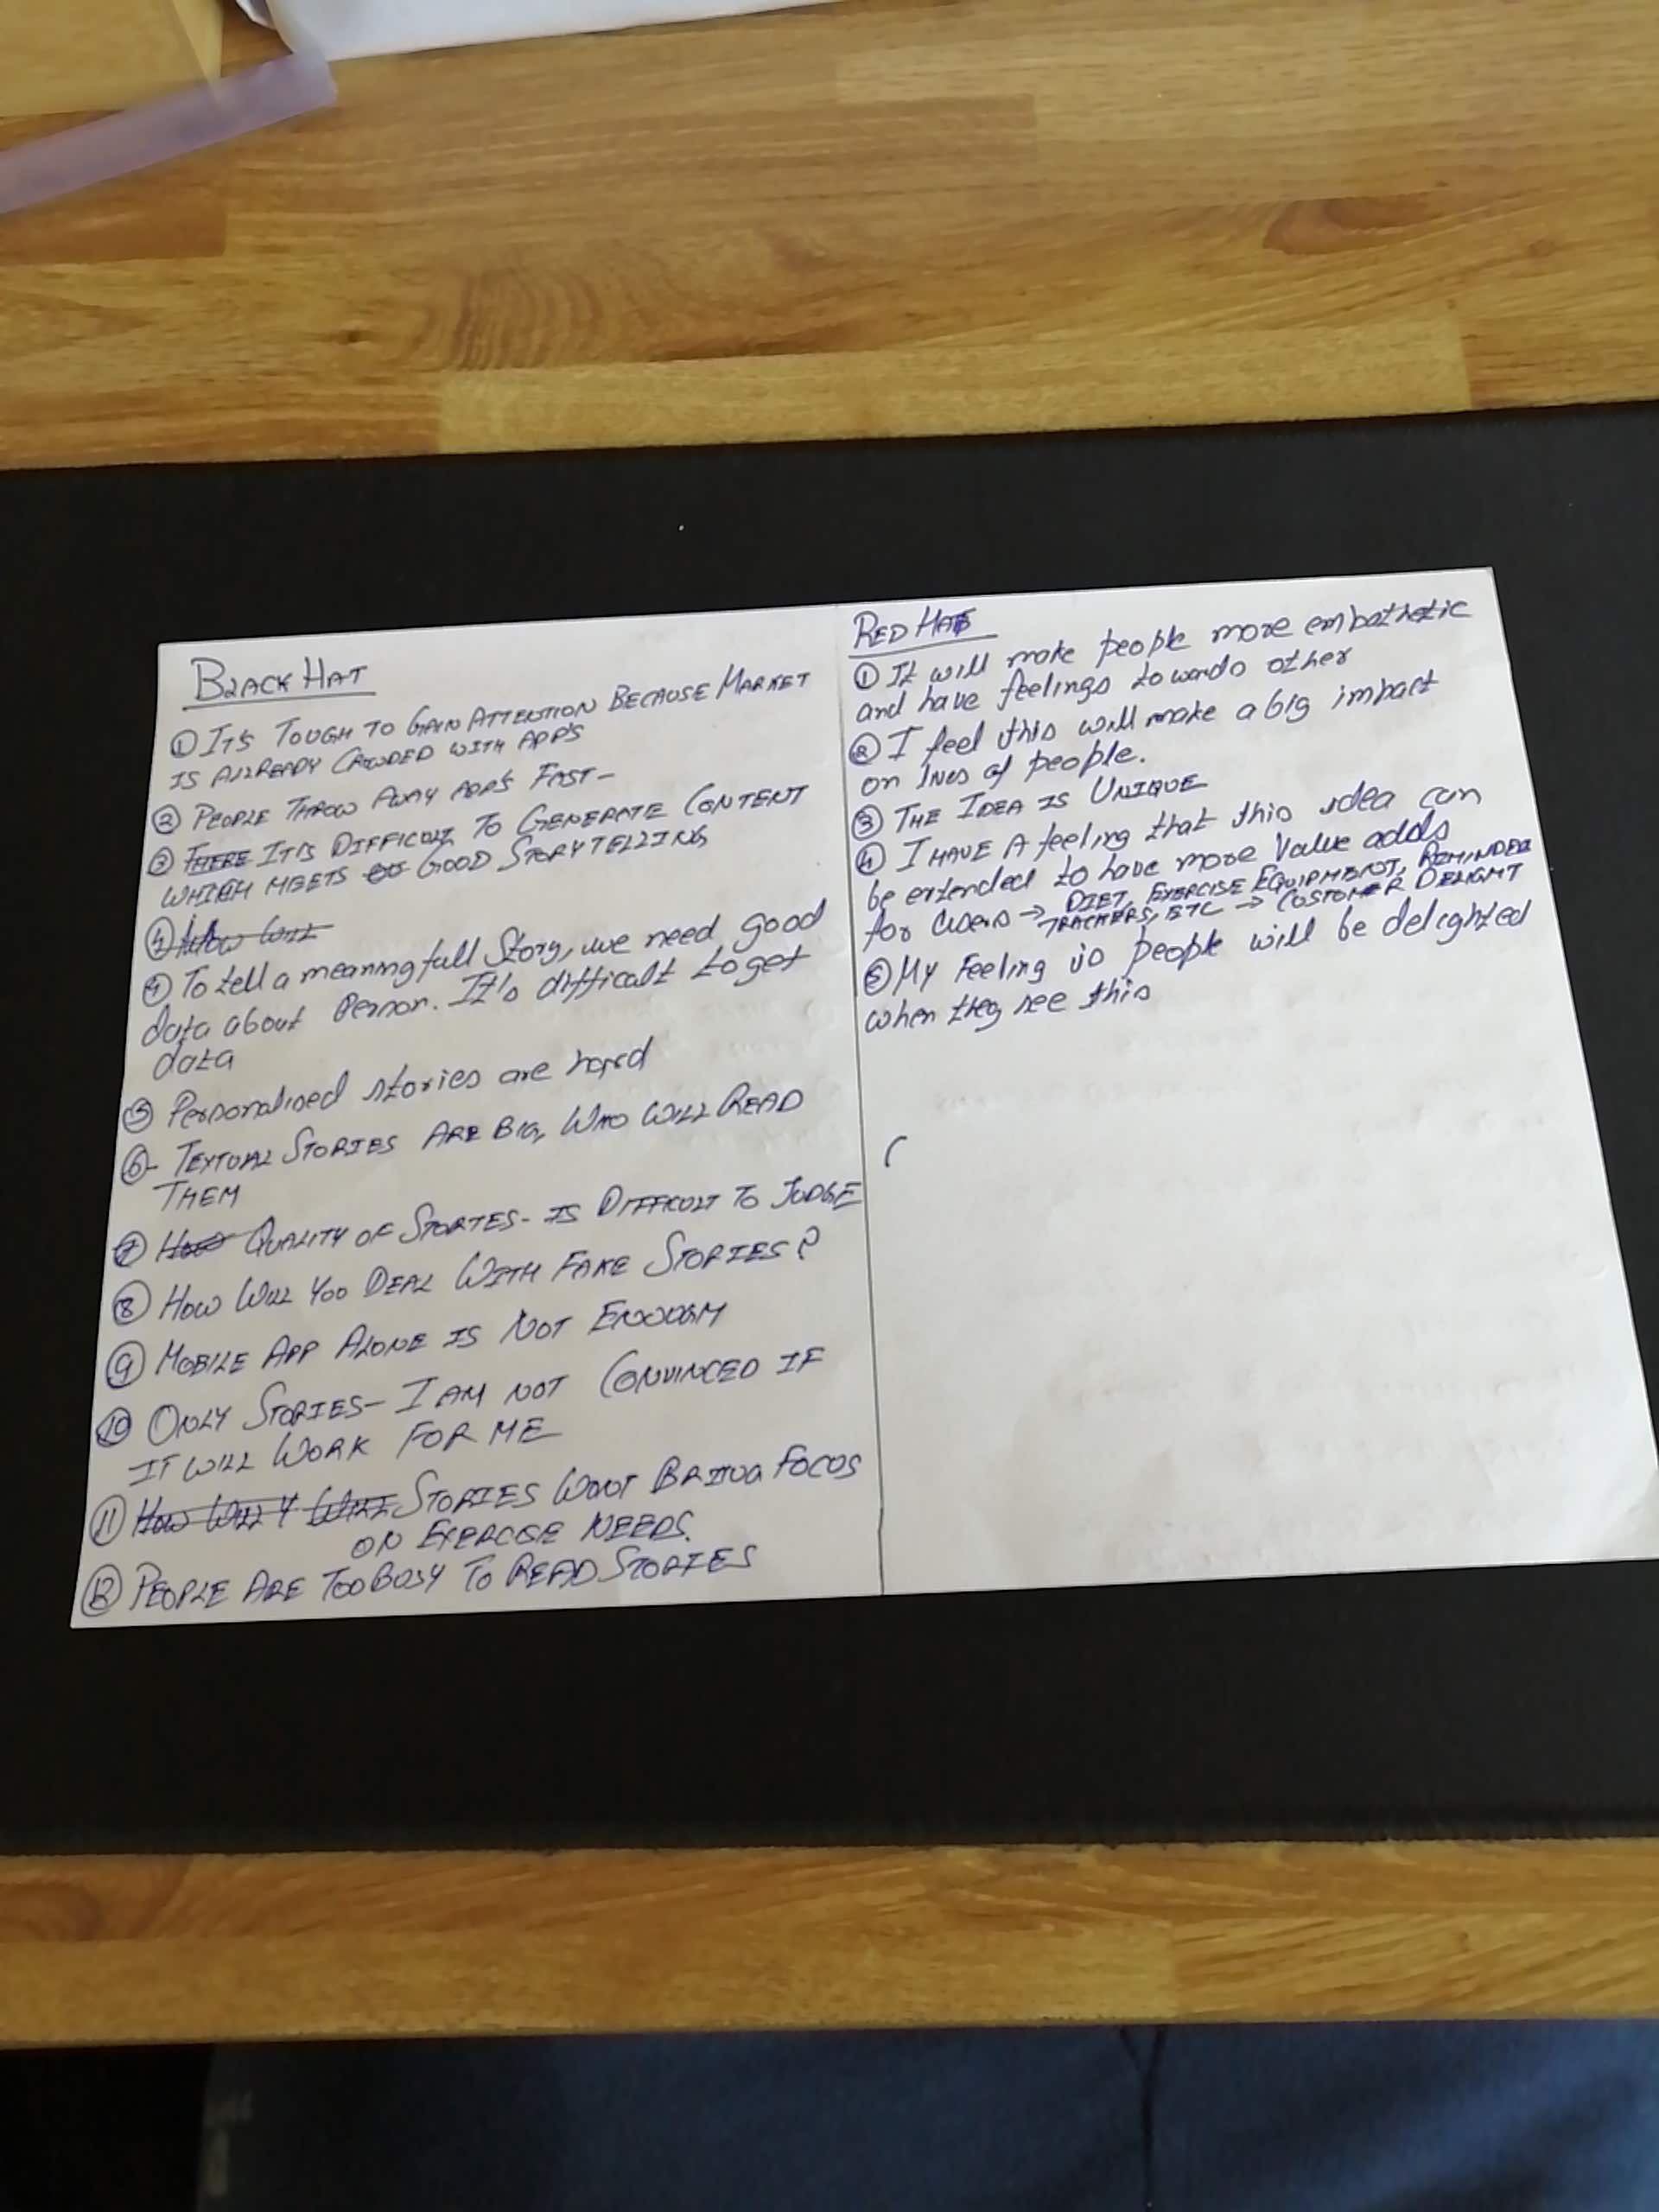 BLACK HAT
① IT'S TOUGH TO GAIN ATTENTION BECAUSE MARKET
IS ALLREADY CROWDED WITH APP'S
② PEOPLE THROW AWAY APP'S FAST-
③ THERE IT IS DIFFICULT TO GENERATE CONTENT
WHICH MEETS GOOD STORYTELLING
④ HOW WILL
④ To tell a meaningfull Story, we need good
data about Person. It's difficult to get
data
⑤ Personalised stories are hard
⑥- TEXTUAL STORIES ARE BIG, WHO WILL READ
THEM
⑦ HOW QUALITY OF STORIES- IS DIFFICULT TO JUDGE
⑧ HOW WILL YOU DEAL WITH FAKE STORIES?
⑨ MOBILE APP ALONE IS NOT ENOUGH
⑩ ONLY STORIES- I AM NOT CONVINCED IF
IT WILL WORK FOR ME
⑪ HOW WILL Y WILL STORIES WONT BRING FOCUS
ON EXERCISE NEEDS.
⑫ PEOPLE ARE TOO BUSY TO READ STORIES
RED HAT
① It will make people more empathetic
and have feelings towards other
② I feel this will make a big impact
on lives of people.
③ THE IDEA IS UNIQUE
④ I HAVE A feeling that this idea can
be extended to have more value adds
for users → DIET, EXERCISE EQUIPMENT, REMINDER
TRACKERS, ETC → CUSTOMER DELIGHT
⑤ MY Feeling is people will be delighted
when they see this